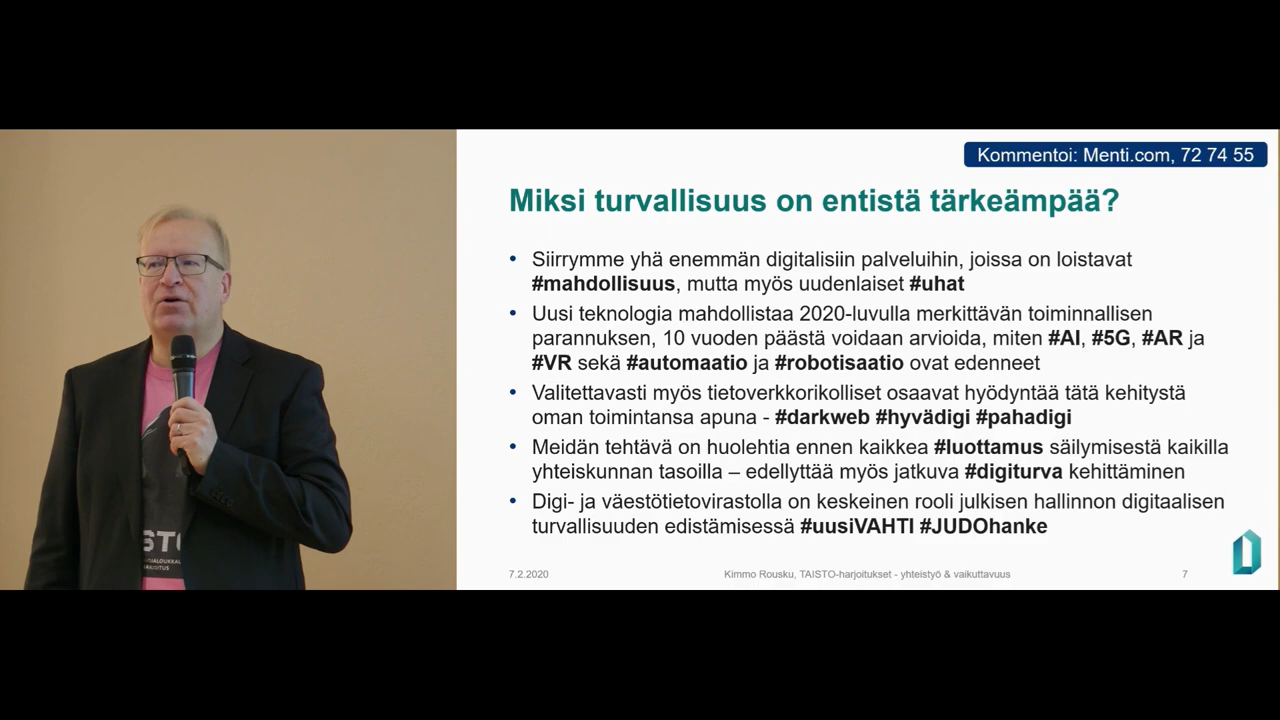 Kommentoi: Menti.com, 72 74 55
Miksi turvallisuus on entistä tärkeämpää?
• Siirrymme yhä enemmän digitalisiin palveluihin, joissa on loistavat
#mahdollisuus, mutta myös uudenlaiset #uhat
• Uusi teknologia mahdollistaa 2020-luvulla merkittävän toiminnallisen
parannuksen, 10 vuoden päästä voidaan arvioida, miten #AI, #5G, #AR ja
#VR sekä #automaatio ja #robotisaatio ovat edenneet
• Valitettavasti myös tietoverkkorikolliset osaavat hyödyntää tätä kehitystä
oman toimintansa apuna - #darkweb #hyvädigi #pahadigi
• Meidän tehtävä on huolehtia ennen kaikkea #luottamus säilymisestä kaikilla
yhteiskunnan tasoilla – edellyttää myös jatkuva #digiturva kehittäminen
• Digi- ja väestötietovirastolla on keskeinen rooli julkisen hallinnon digitaalisen
turvallisuuden edistämisessä #uusiVAHTI #JUDOhanke
7.2.2020 Kimmo Rousku, TAISTO-harjoitukset - yhteistyö & vaikuttavuus 7